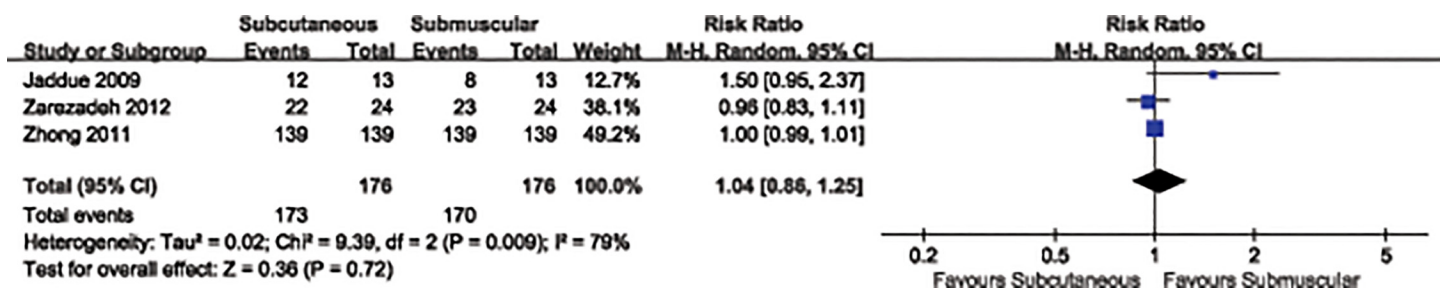 Subcutaneous Submuscular Risk Ratio Risk Ratio
Study or Subgroup Events Total Events Total Weight M-H, Random, 95% CI M-H, Random, 95% CI
Jaddue 2009 12 13 8 13 12.7% 1.50 [0.95, 2.37]
Zarezadeh 2012 22 24 23 24 38.1% 0.96 [0.83, 1.11]
Zhong 2011 139 139 139 139 49.2% 1.00 [0.99, 1.01]
Total (95% CI) 176 176 100.0% 1.04 [0.86, 1.25]
Total events 173 170
Heterogeneity: Tau² = 0.02; Chi² = 9.39, df = 2 (P = 0.009); I² = 79%
Test for overall effect: Z = 0.36 (P = 0.72)
0.2 0.5 1 2 5
Favours Subcutaneous Favours Submuscular